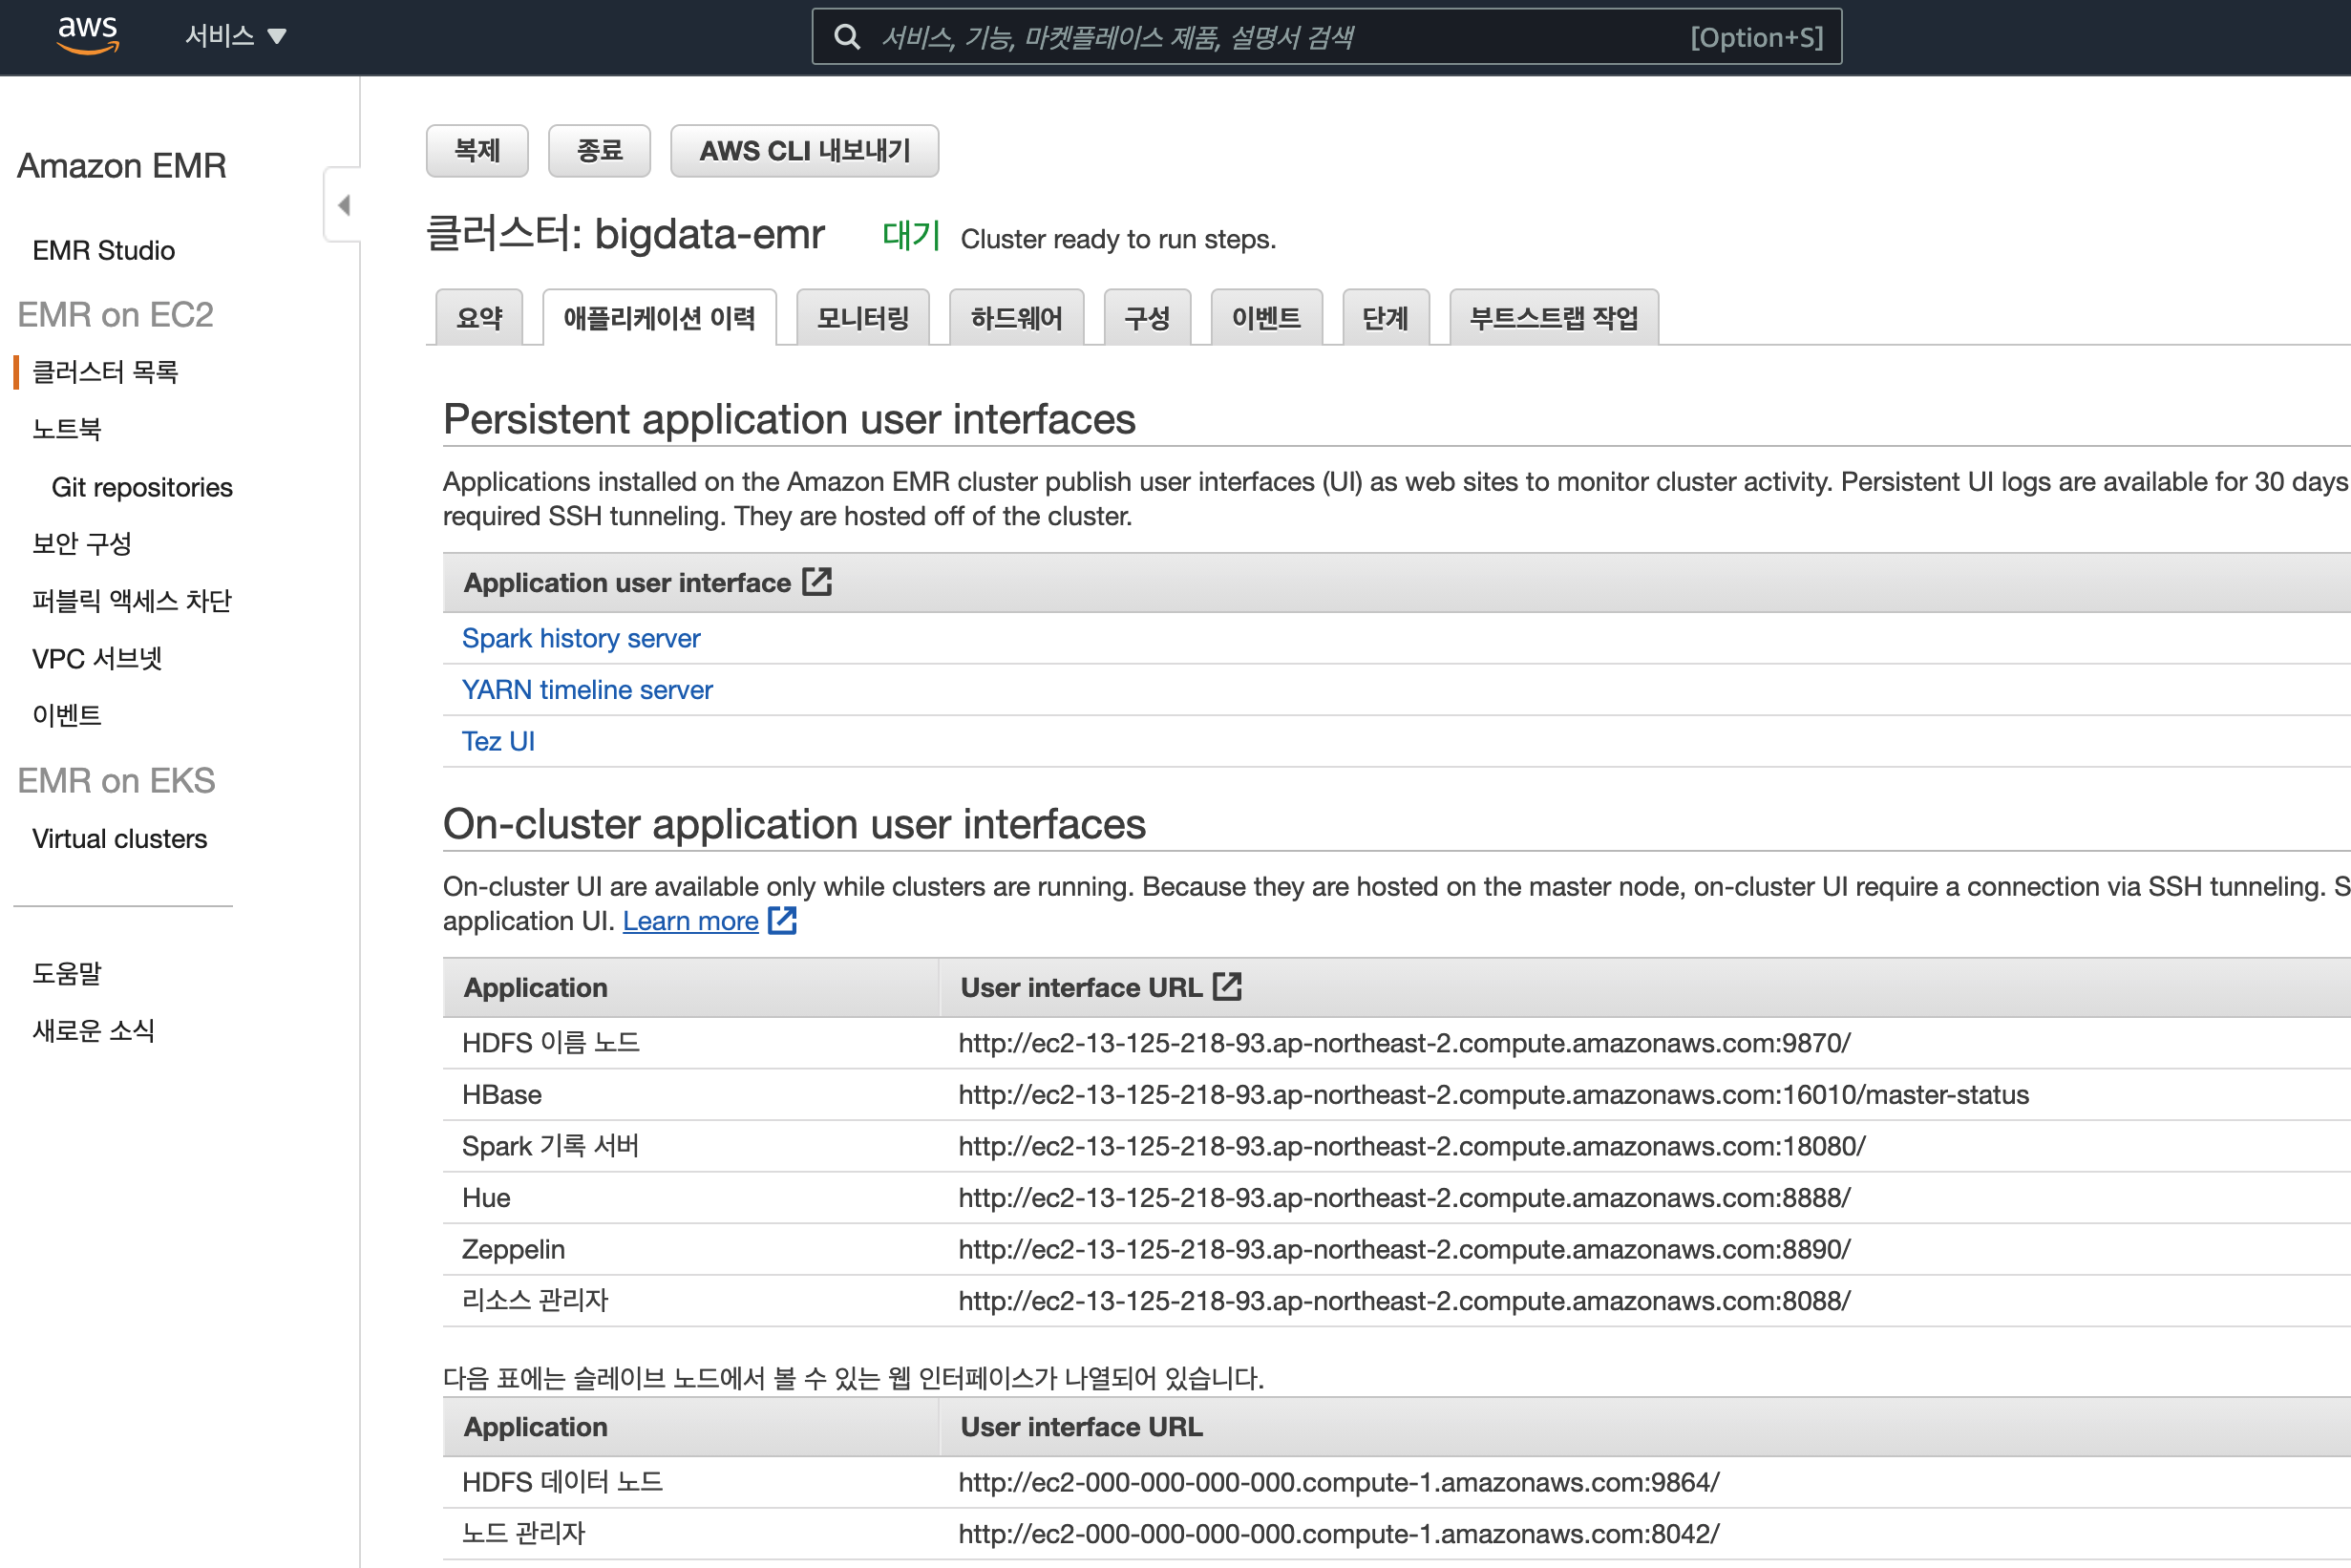 aws
서비스
서비스, 기능, 마켓플레이스 제품, 설명서 검색
[Option+S]
Amazon EMR
EMR Studio
EMR on EC2
클러스터 목록
노트북
Git repositories
보안 구성
퍼블릭 액세스 차단
VPC 서브넷
이벤트
EMR on EKS
Virtual clusters
도움말
새로운 소식
복제
종료
AWS CLI 내보내기
클러스터: bigdata-emr 대기 Cluster ready to run steps.
요약
애플리케이션 이력
모니터링
하드웨어
구성
이벤트
단계
부트스트랩 작업
Persistent application user interfaces
Applications installed on the Amazon EMR cluster publish user interfaces (UI) as web sites to monitor cluster activity. Persistent UI logs are available for 30 days
required SSH tunneling. They are hosted off of the cluster.
Application user interface
Spark history server
YARN timeline server
Tez UI
On-cluster application user interfaces
On-cluster UI are available only while clusters are running. Because they are hosted on the master node, on-cluster UI require a connection via SSH tunneling. S
application UI. Learn more
Application User interface URL
HDFS 이름 노드 http://ec2-13-125-218-93.ap-northeast-2.compute.amazonaws.com:9870/
HBase http://ec2-13-125-218-93.ap-northeast-2.compute.amazonaws.com:16010/master-status
Spark 기록 서버 http://ec2-13-125-218-93.ap-northeast-2.compute.amazonaws.com:18080/
Hue http://ec2-13-125-218-93.ap-northeast-2.compute.amazonaws.com:8888/
Zeppelin http://ec2-13-125-218-93.ap-northeast-2.compute.amazonaws.com:8890/
리소스 관리자 http://ec2-13-125-218-93.ap-northeast-2.compute.amazonaws.com:8088/
다음 표에는 슬레이브 노드에서 볼 수 있는 웹 인터페이스가 나열되어 있습니다.
Application User interface URL
HDFS 데이터 노드 http://ec2-000-000-000-000.compute-1.amazonaws.com:9864/
노드 관리자 http://ec2-000-000-000-000.compute-1.amazonaws.com:8042/